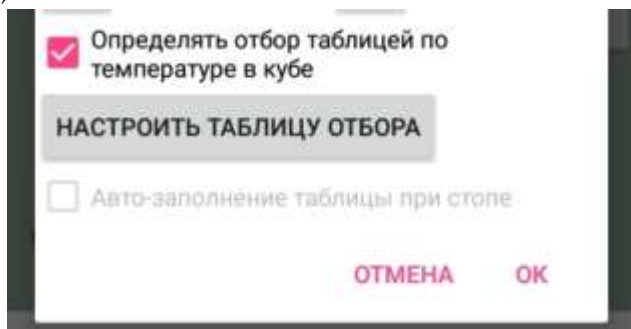 Определять отбор таблицей по
температуре в кубе
НАСТРОИТЬ ТАБЛИЦУ ОТБОРА
Авто-заполнение таблицы при стопе
ОТМЕНА OK